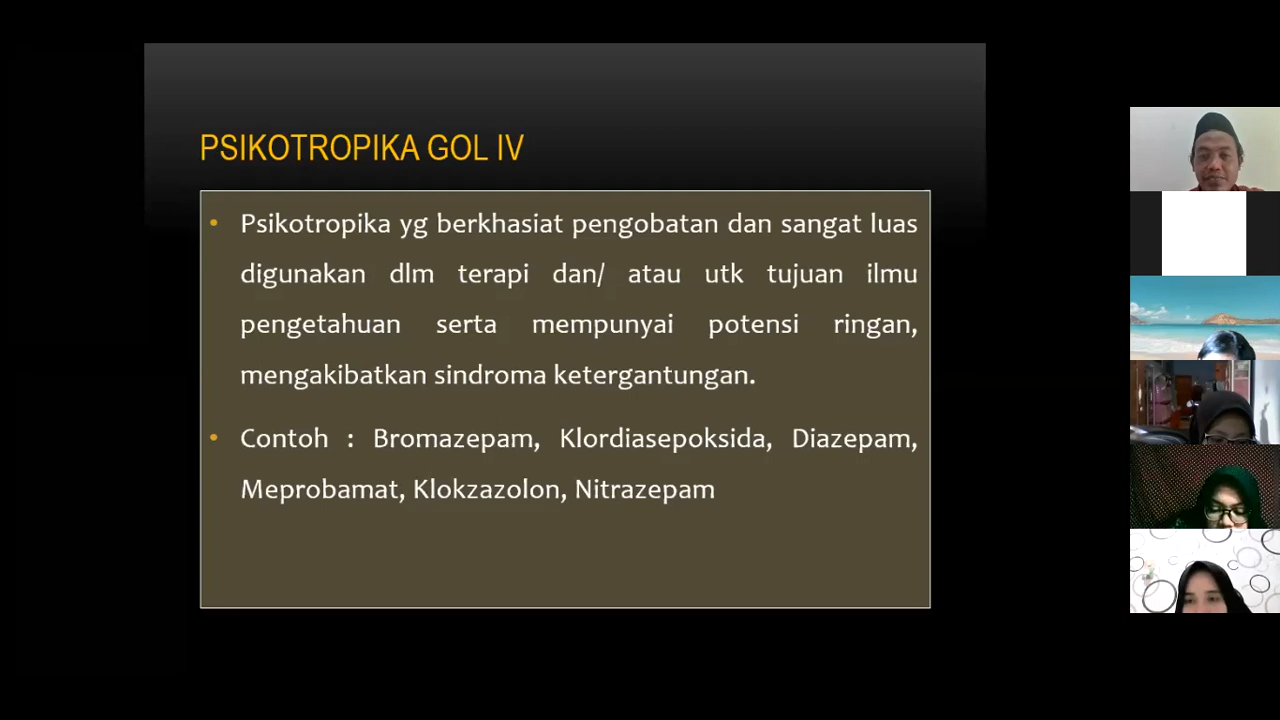 PSIKOTROPIKA GOL IV
• Psikotropika yg berkhasiat pengobatan dan sangat luas
digunakan dlm terapi dan/ atau utk tujuan ilmu
pengetahuan serta mempunyai potensi ringan,
mengakibatkan sindroma ketergantungan.
• Contoh : Bromazepam, Klordiasepoksida, Diazepam,
Meprobamat, Klokzazolon, Nitrazepam